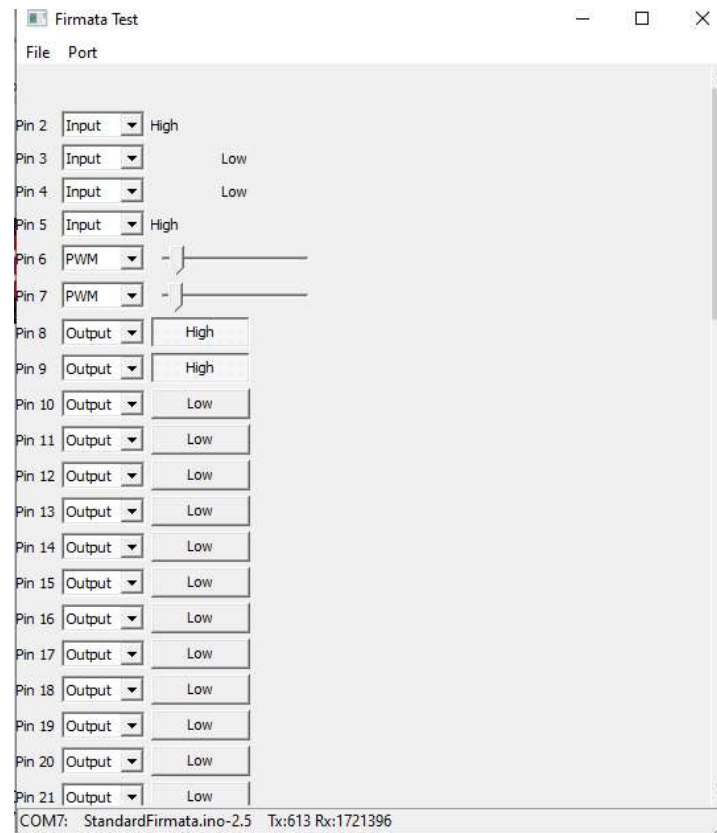 Firmata Test
File Port
Pin 2 Input High
Pin 3 Input Low
Pin 4 Input Low
Pin 5 Input High
Pin 6 PWM
Pin 7 PWM
Pin 8 Output High
Pin 9 Output High
Pin 10 Output Low
Pin 11 Output Low
Pin 12 Output Low
Pin 13 Output Low
Pin 14 Output Low
Pin 15 Output Low
Pin 16 Output Low
Pin 17 Output Low
Pin 18 Output Low
Pin 19 Output Low
Pin 20 Output Low
Pin 21 Output Low
COM7: StandardFirmata.ino-2.5 Tx:613 Rx:1721396